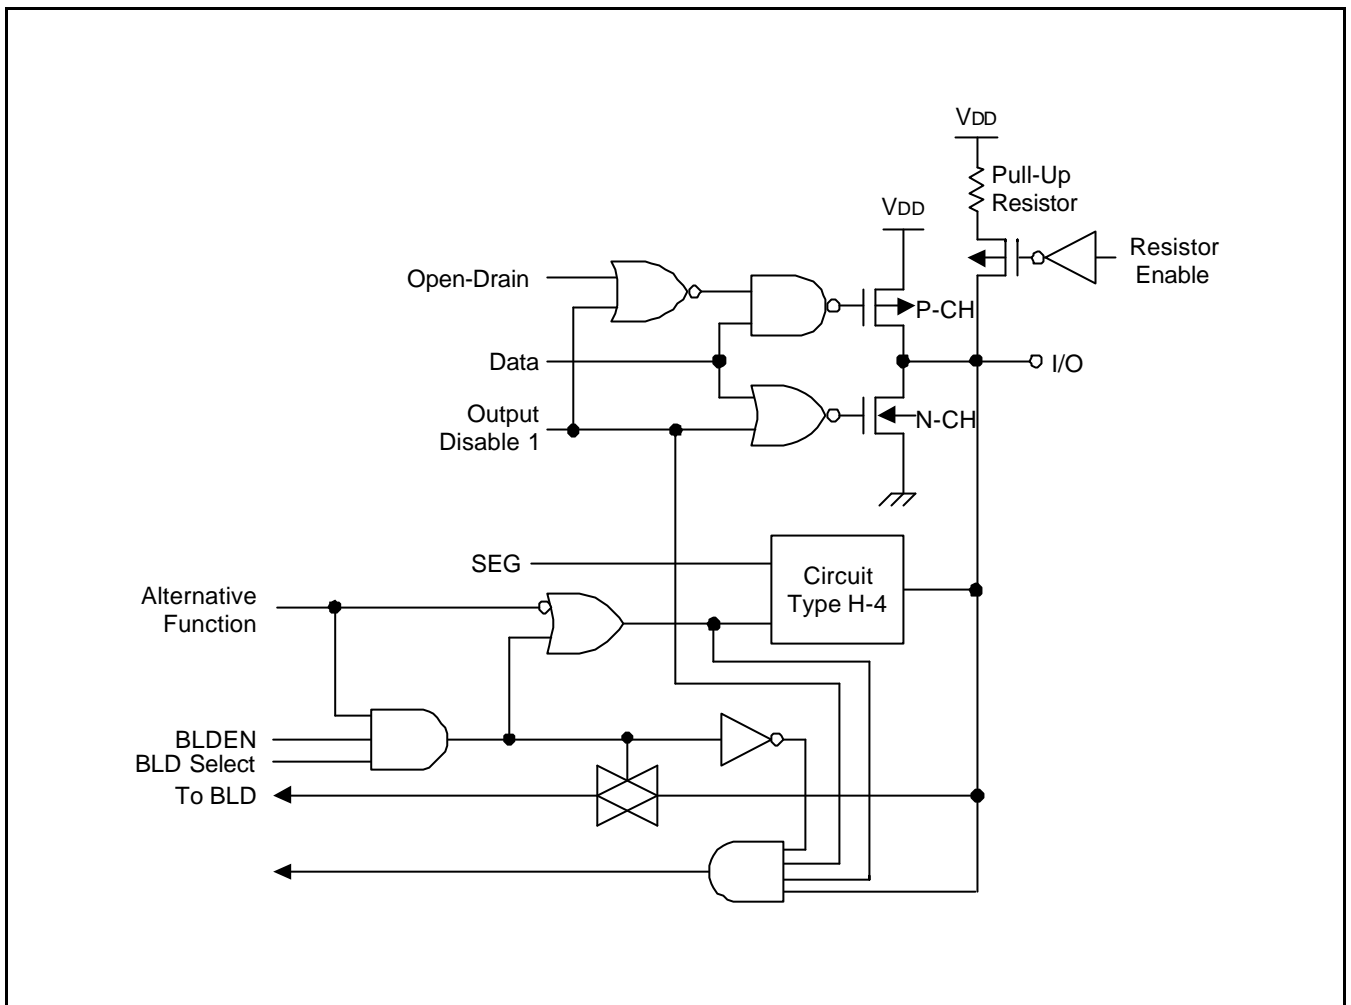 VDD
Pull-Up
Resistor
VDD
Resistor
Enable
Open-Drain
P-CH
Data
I/O
Output
Disable 1
N-CH
SEG
Circuit
Type H-4
Alternative
Function
BLDEN
BLD Select
To BLD